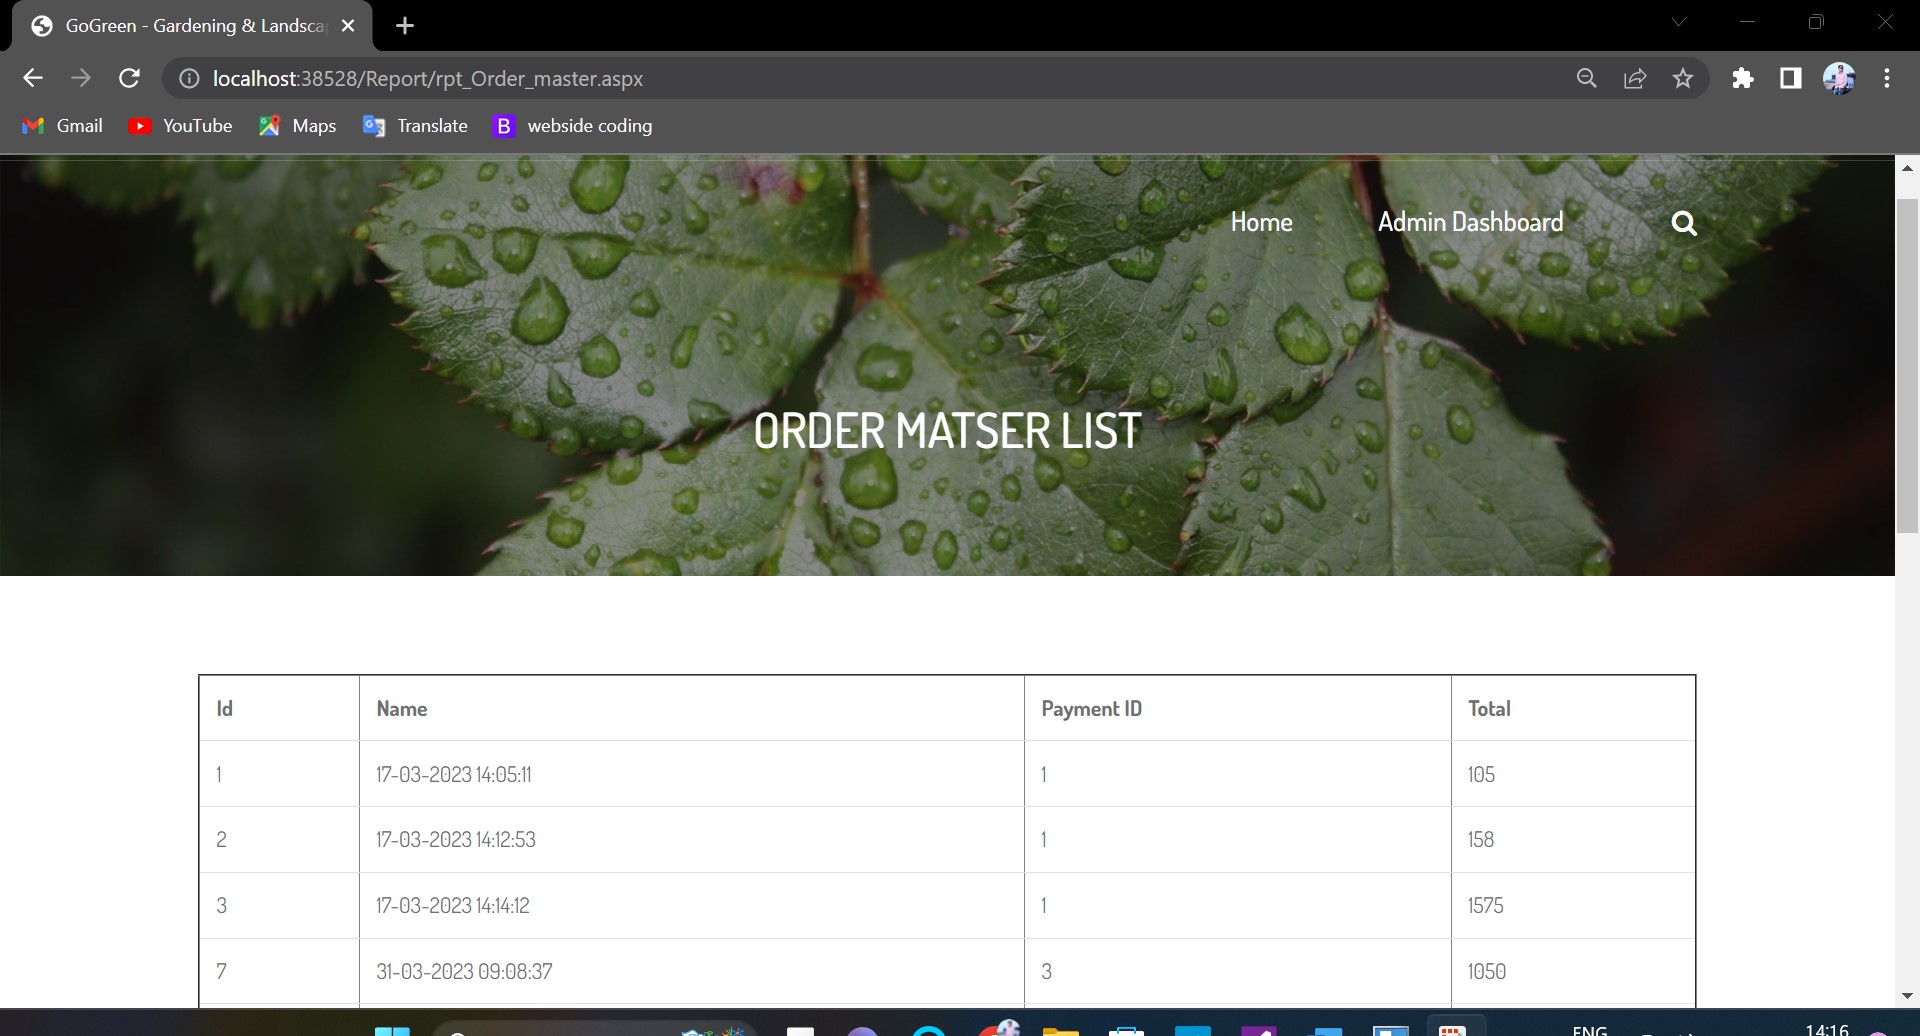 GoGreen - Gardening & Landsca
localhost:38528/Report/rpt_Order_master.aspx
Gmail YouTube Maps Translate B webside coding
Home Admin Dashboard
ORDER MATSER LIST
Id Name Payment ID Total
1 17-03-2023 14:05:11 1 105
2 17-03-2023 14:12:53 1 158
3 17-03-2023 14:14:12 1 1575
7 31-03-2023 09:08:37 3 1050
ENG 14:16